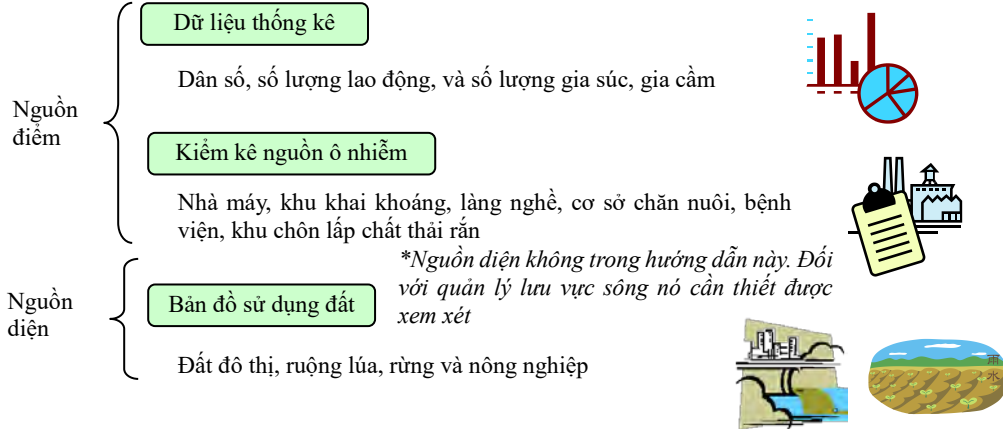 Dữ liệu thống kê
Dân số, số lượng lao động, và số lượng gia súc, gia cầm
Nguồn
điểm
Kiểm kê nguồn ô nhiễm
Nhà máy, khu khai khoáng, làng nghề, cơ sở chăn nuôi, bệnh
viện, khu chôn lấp chất thải rắn
*Nguồn diện không trong hướng dẫn này. Đối
với quản lý lưu vực sông nó cần thiết được
xem xét
Nguồn
diện
Bản đồ sử dụng đất
Đất đô thị, ruộng lúa, rừng và nông nghiệp
雨
水